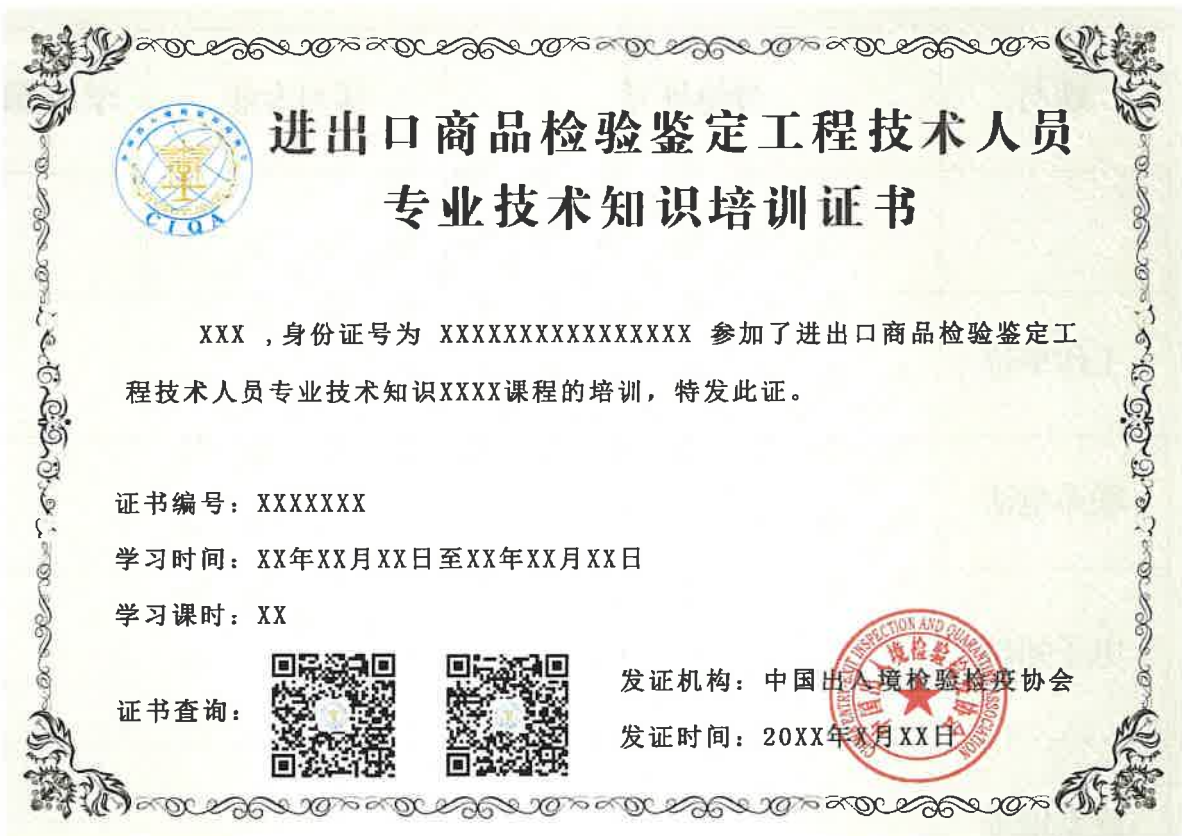 进出口商品检验鉴定工程技术人员
专业技术知识培训证书
CIQA
XXX ,身份证号为 XXXXXXXXXXXXXXXX 参加了进出口商品检验鉴定工
程技术人员专业技术知识XXXX课程的培训，特发此证。
证书编号：XXXXXXX
学习时间：XX年XX月XX日至XX年XX月XX日
学习课时：XX
证书查询：
发证机构：中国出入境检验检疫协会
发证时间：20XX年X月XX日